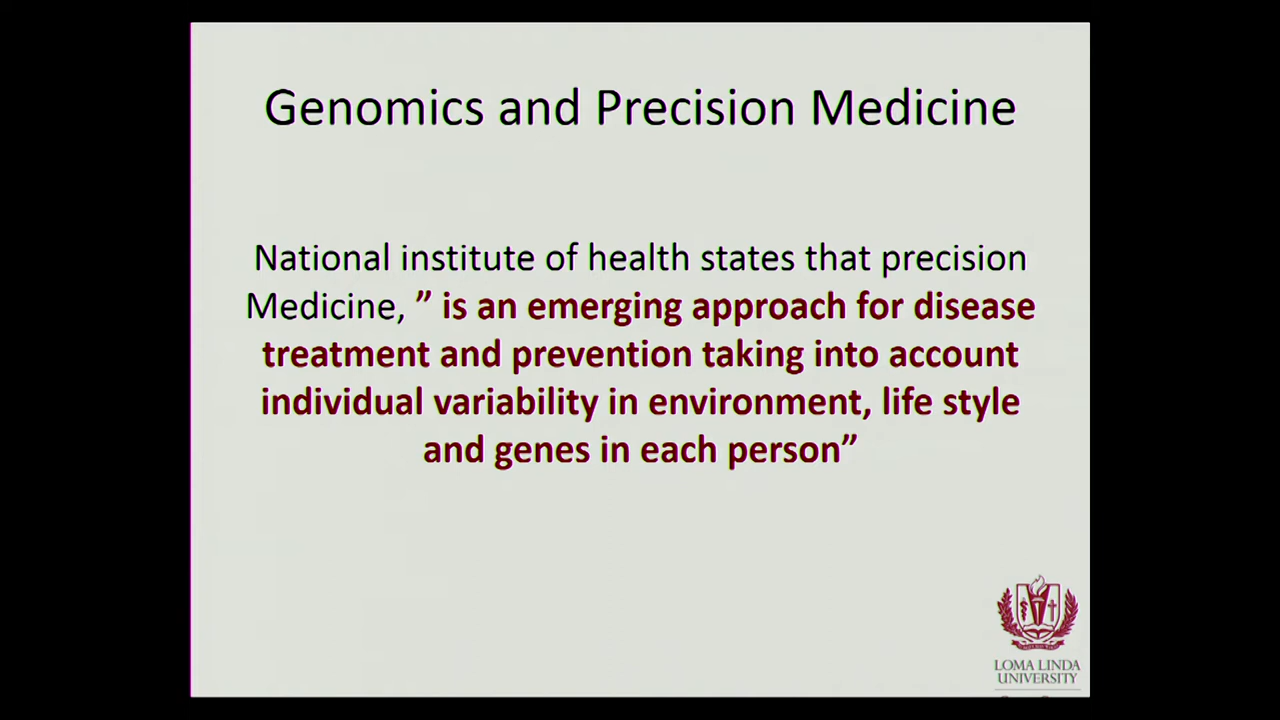 Genomics and Precision Medicine
National institute of health states that precision
Medicine, ” is an emerging approach for disease
treatment and prevention taking into account
individual variability in environment, life style
and genes in each person”
LOMA LINDA
UNIVERSITY